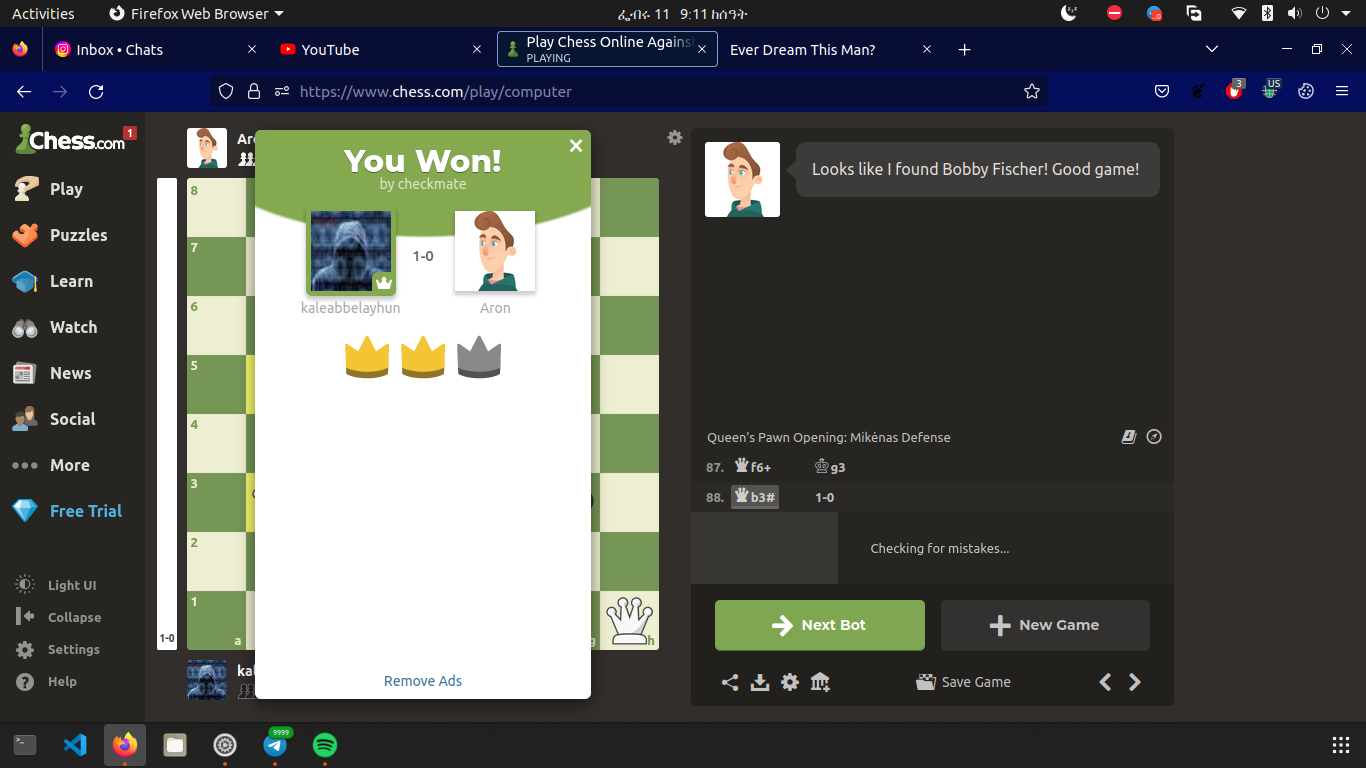 Activities
Firefox Web Browser
ፌብሩ 11 9:11 ከሰዓት
Inbox • Chats
YouTube
Play Chess Online Agains
PLAYING
Ever Dream This Man?
https://www.chess.com/play/computer
3
US
Chess.com
1
Play
Puzzles
Learn
Watch
News
Social
More
Free Trial
Light UI
Collapse
Settings
Help
8
7
6
5
4
3
2
1
a
h
1-0
You Won!
by checkmate
1-0
kaleabbelayhun
Aron
Remove Ads
Looks like I found Bobby Fischer! Good game!
Queen's Pawn Opening: Mikėnas Defense
87. ♛f6+ ♔g3
88. ♛b3# 1-0
Checking for mistakes...
Next Bot
New Game
Save Game
9999